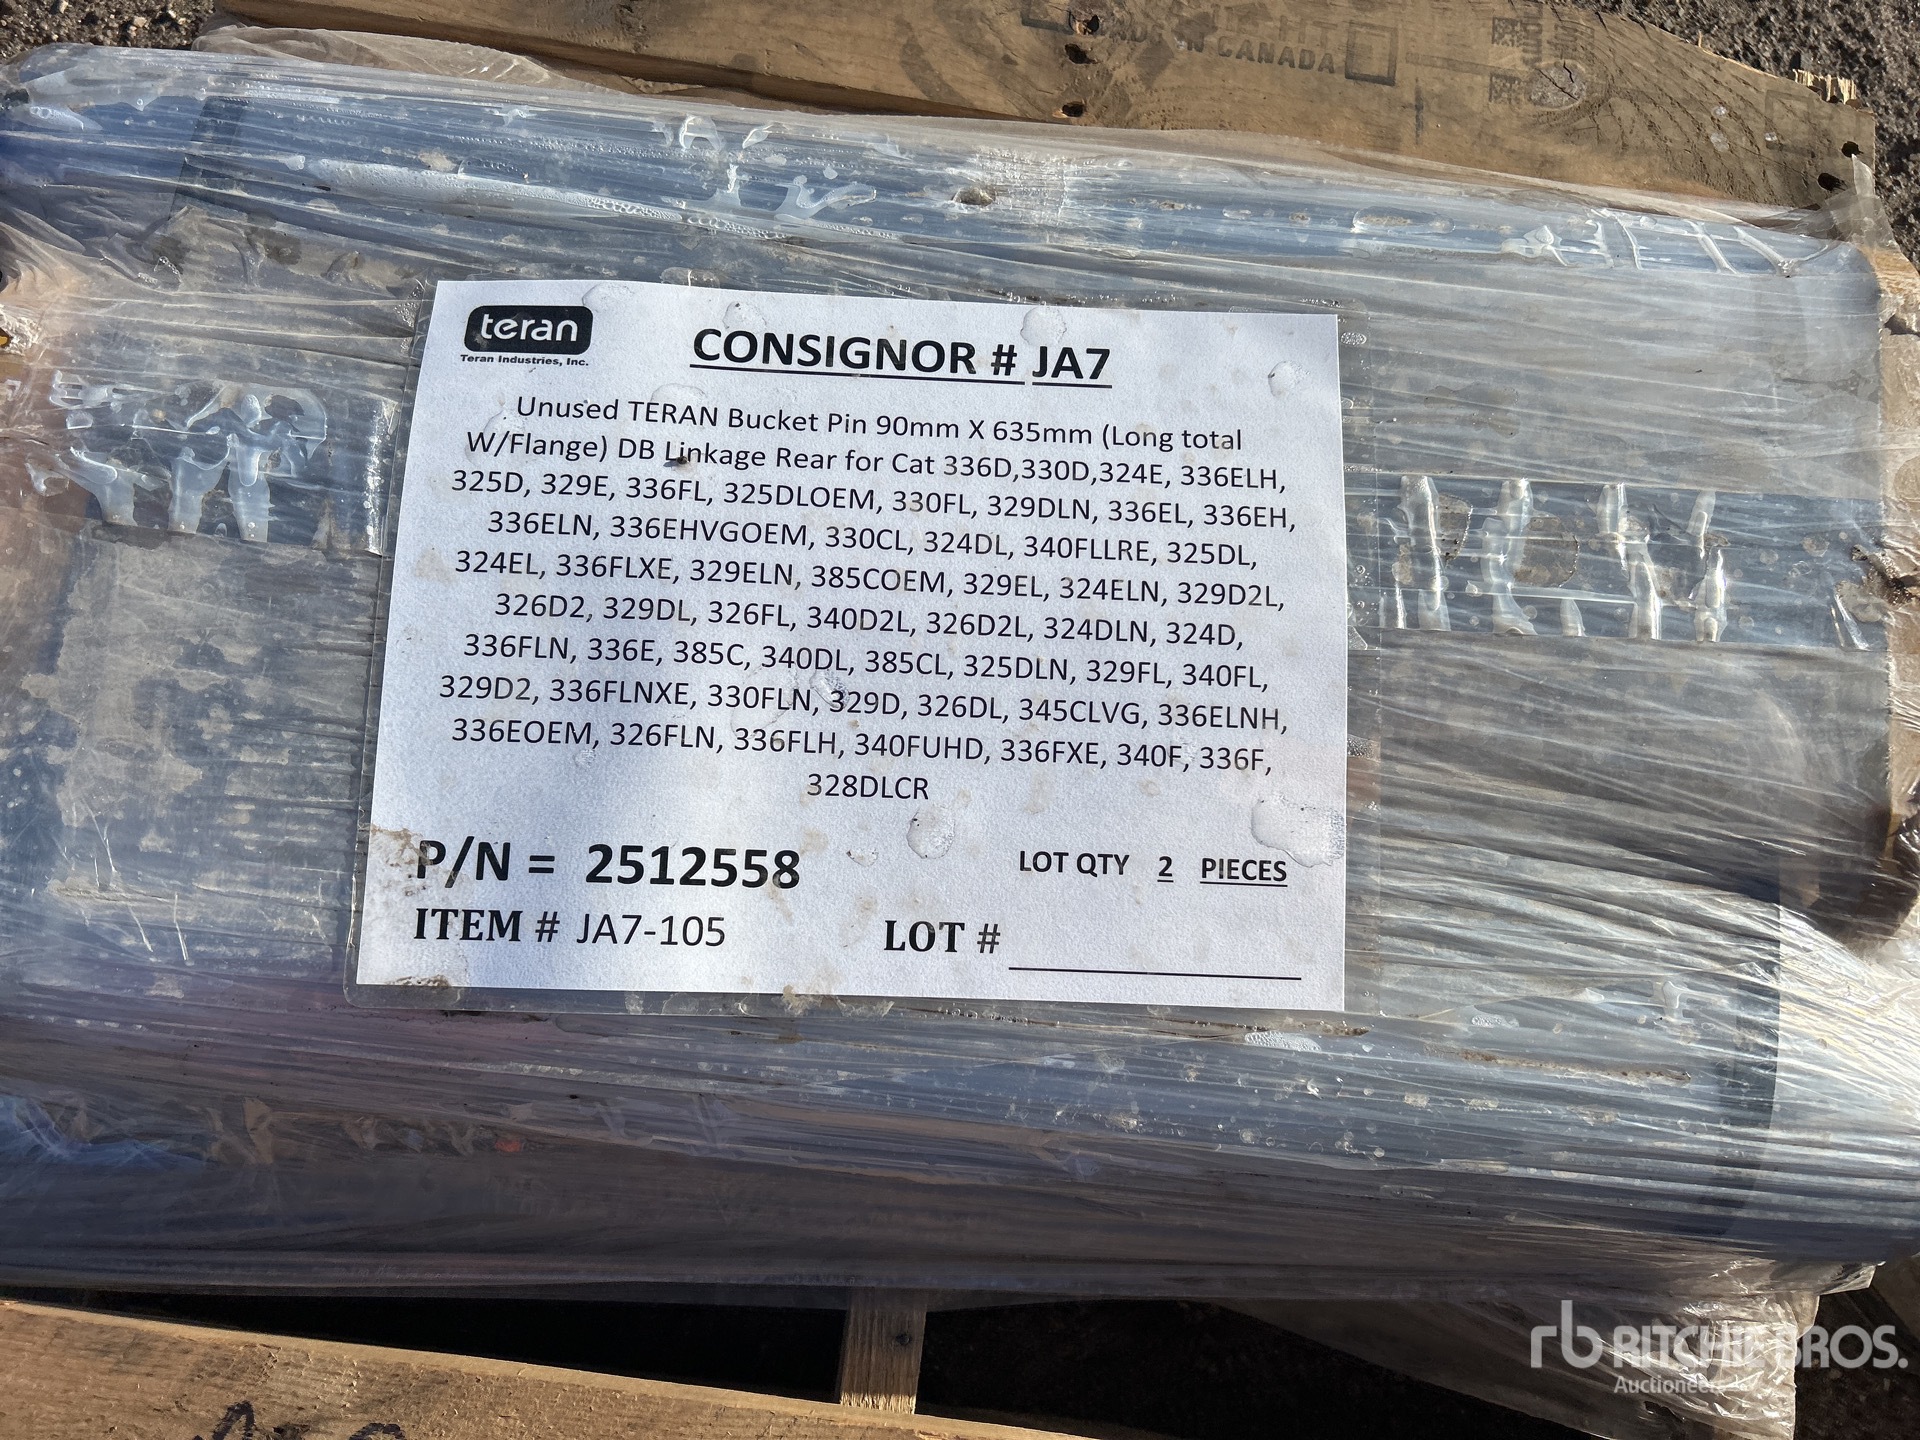 MADE IN CANADA
teran
Teran Industries, Inc.
CONSIGNOR # JA7
Unused TERAN Bucket Pin 90mm X 635mm (Long total
W/Flange) DB Linkage Rear for Cat 336D,330D,324E, 336ELH,
325D, 329E, 336FL, 325DLOEM, 330FL, 329DLN, 336EL, 336EH,
336ELN, 336EHVGOEM, 330CL, 324DL, 340FLLRE, 325DL,
324EL, 336FLXE, 329ELN, 385COEM, 329EL, 324ELN, 329D2L,
326D2, 329DL, 326FL, 340D2L, 326D2L, 324DLN, 324D,
336FLN, 336E, 385C, 340DL, 385CL, 325DLN, 329FL, 340FL,
329D2, 336FLNXE, 330FLN, 329D, 326DL, 345CLVG, 336ELNH,
336EOEM, 326FLN, 336FLH, 340FUHD, 336FXE, 340F, 336F,
328DLCR
P/N = 2512558
LOT QTY 2 PIECES
ITEM # JA7-105
LOT #
rb RITCHIE BROS.
Auctioneers